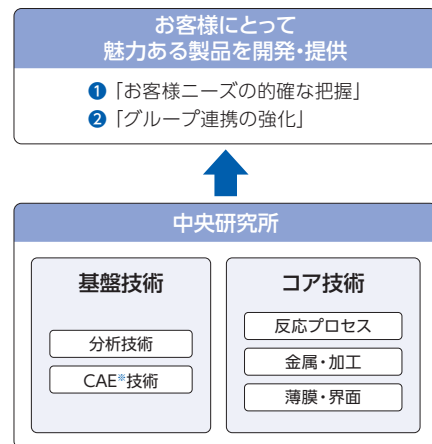 お客様にとって
魅力ある製品を開発・提供
❶「お客様ニーズの的確な把握」
❷「グループ連携の強化」
中央研究所
基盤技術
分析技術
CAE※技術
コア技術
反応プロセス
金属・加工
薄膜・界面